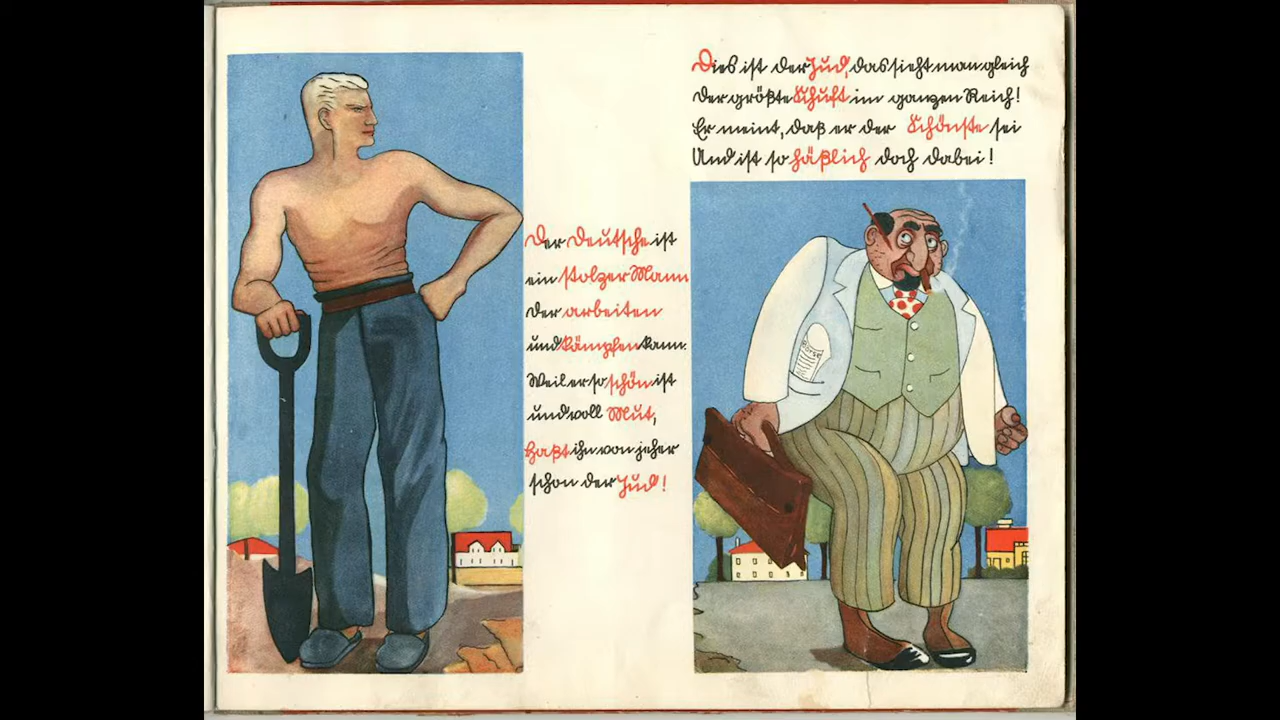 Der Deutsche ist
ein stolzer Mann
der arbeiten
und kämpfen kann.
Weil er so schön ist
und voll Mut,
Haßt ihn von jeher
schon der Jud!
Dies ist der Jud, das sieht man gleich
Der größte Schuft im ganzen Reich!
Er meint, daß er der Schönste sei
Und ist so häßlich doch dabei!
Börse